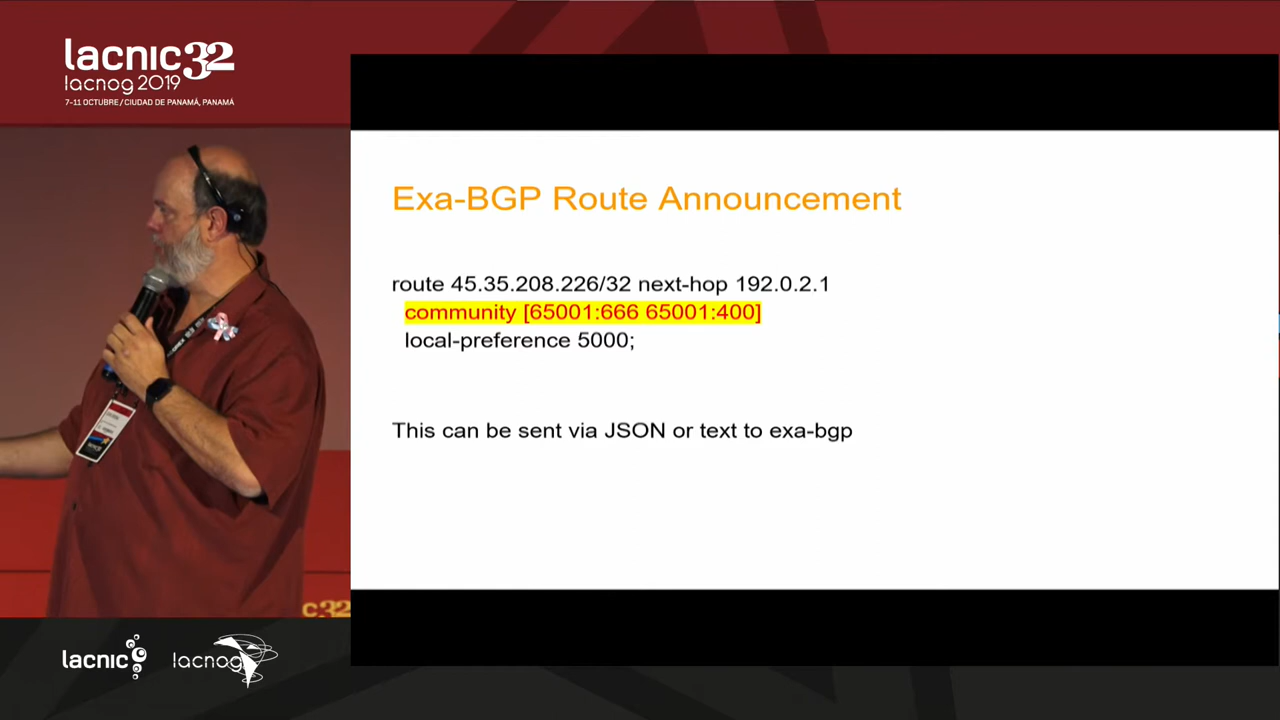 lacnic32
lacnog 2019
7-11 OCTUBRE / CIUDAD DE PANAMÁ, PANAMÁ
Exa-BGP Route Announcement
route 45.35.208.226/32 next-hop 192.0.2.1
community [65001:666 65001:400]
local-preference 5000;
This can be sent via JSON or text to exa-bgp
c32
lacnic
lacnog